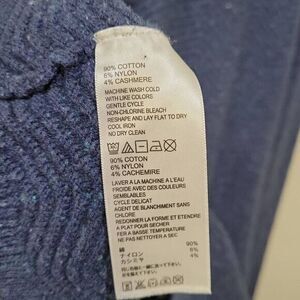 90% COTTON
6% NYLON
4% CASHMERE
MACHINE WASH COLD
WITH LIKE COLORS
GENTLE CYCLE
NON-CHLORINE BLEACH
RESHAPE AND LAY FLAT TO DRY
COOL IRON
NO DRY CLEAN
90% COTON
6% NYLON
4% CACHEMIRE
LAVER A LA MACHINE A L'EAU
FROIDE AVEC DES COULEURS
SEMBLABLES
CYCLE DELICAT
AGENT DE BLANCHIMENT SANS
CHLORE
REDONNER LA FORME ET ETENDRE
A PLAT POUR SECHER
FER A BASSE TEMPERATURE
NE PAS NETTOYER A SEC
綿 90%
ナイロン 6%
カシミヤ 4%